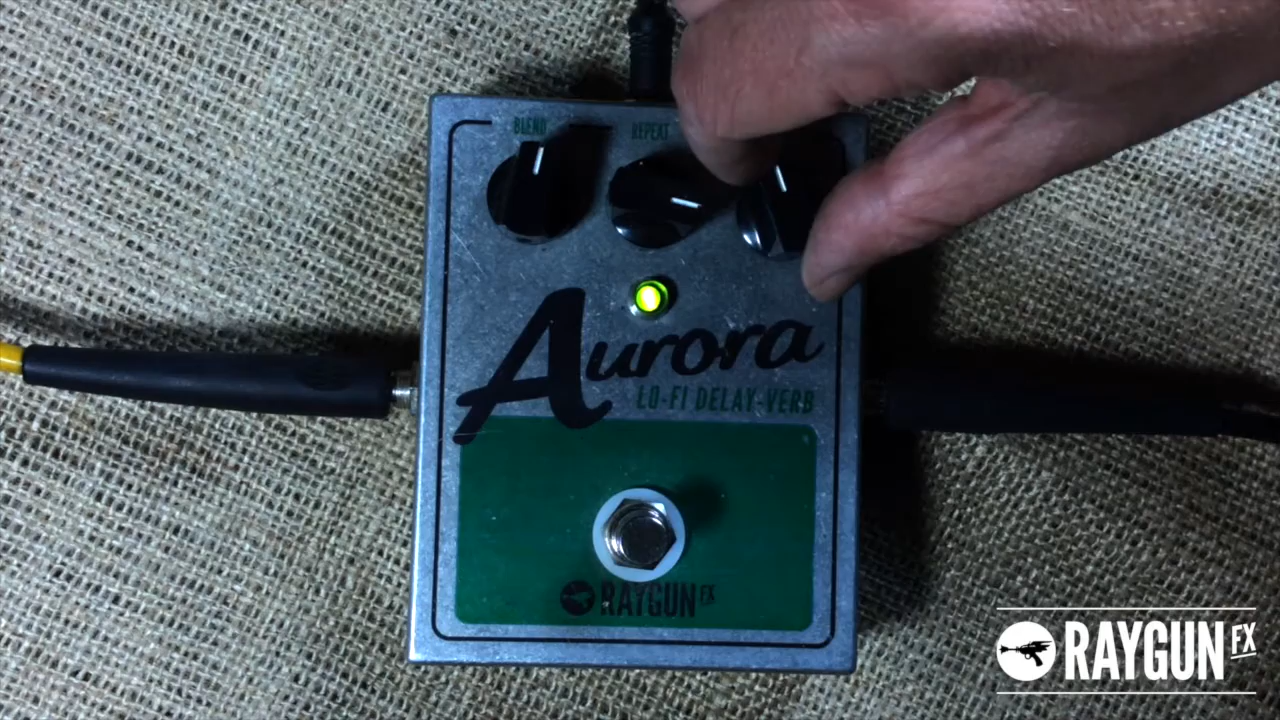 BLEND REPEAT
Aurora
LO-FI DELAY-VERB
RAYGUN FX
RAYGUN FX